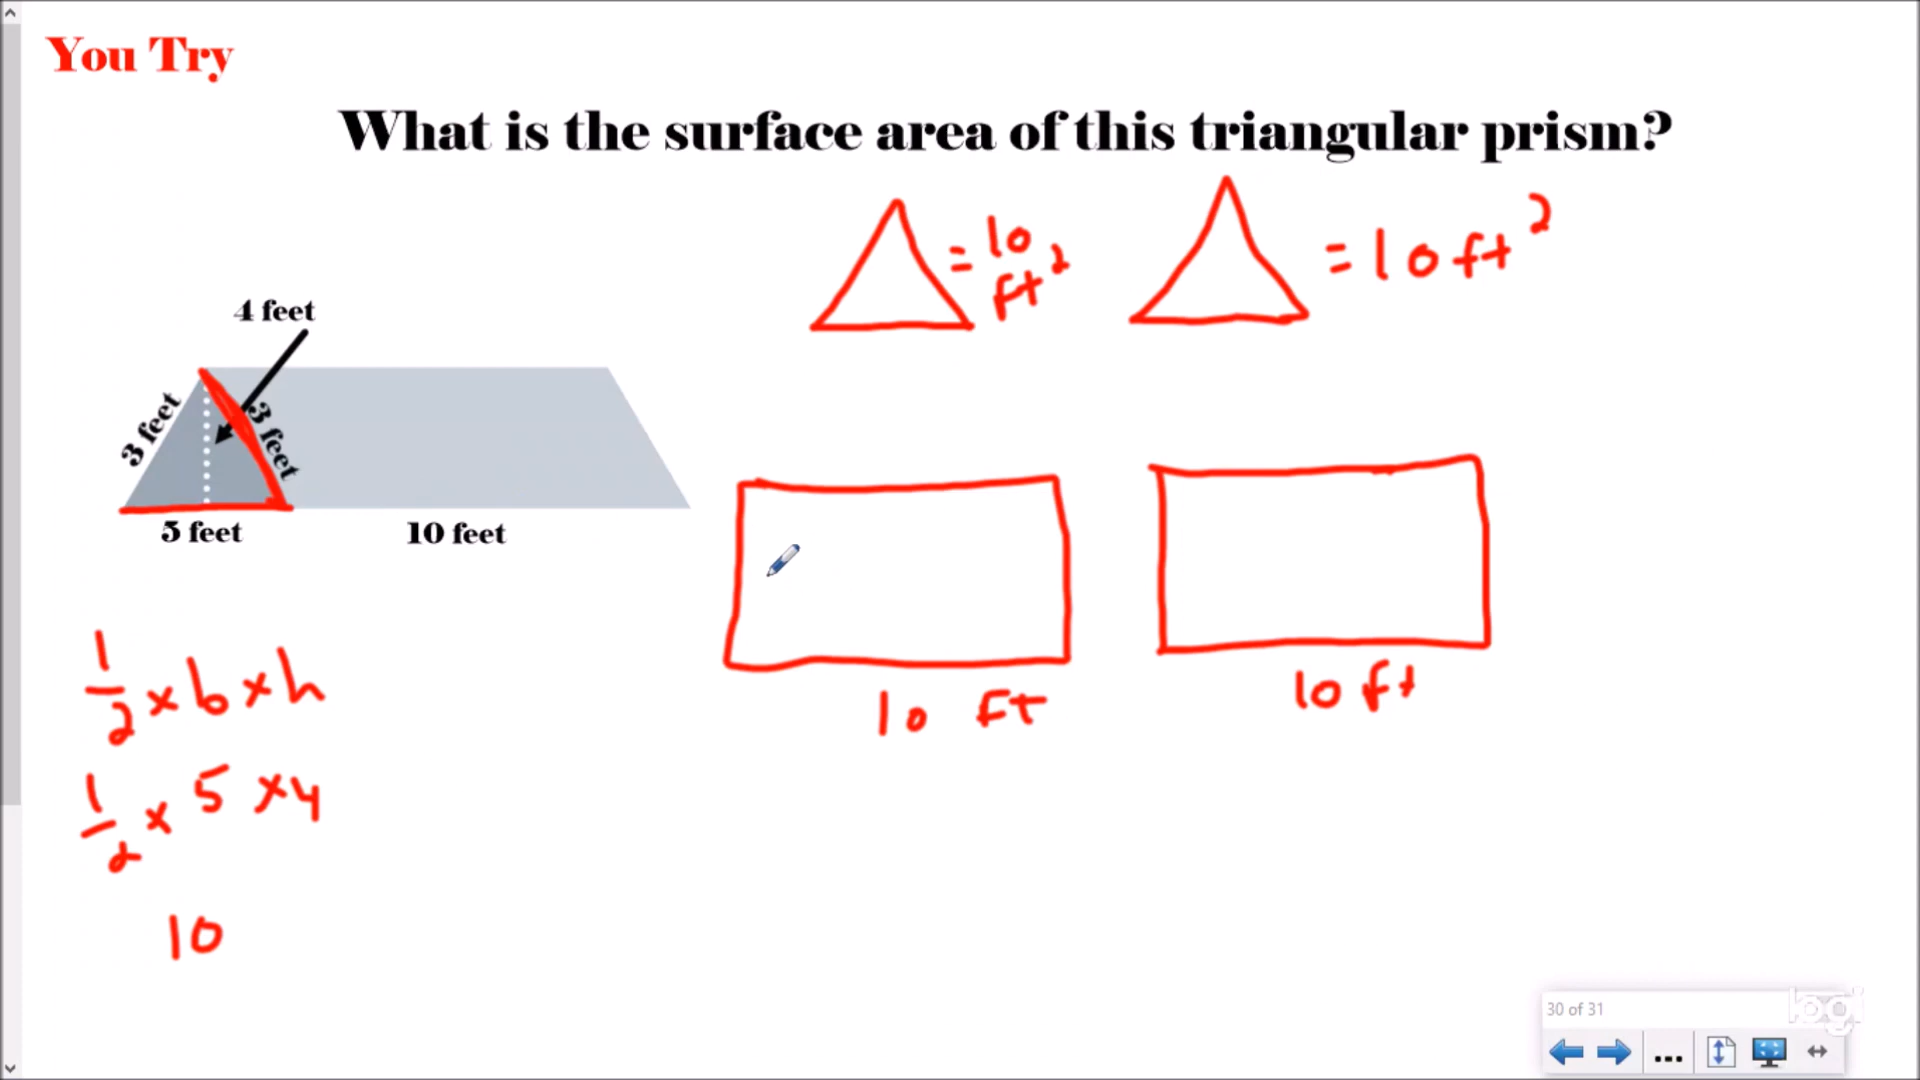 You Try
What is the surface area of this triangular prism?
= 10 ft²
= 10 ft²
4 feet
3 feet
3 feet
5 feet
10 feet
10 ft
10 ft
1/2 × b × h
1/2 × 5 × 4
10
30 of 31
logi